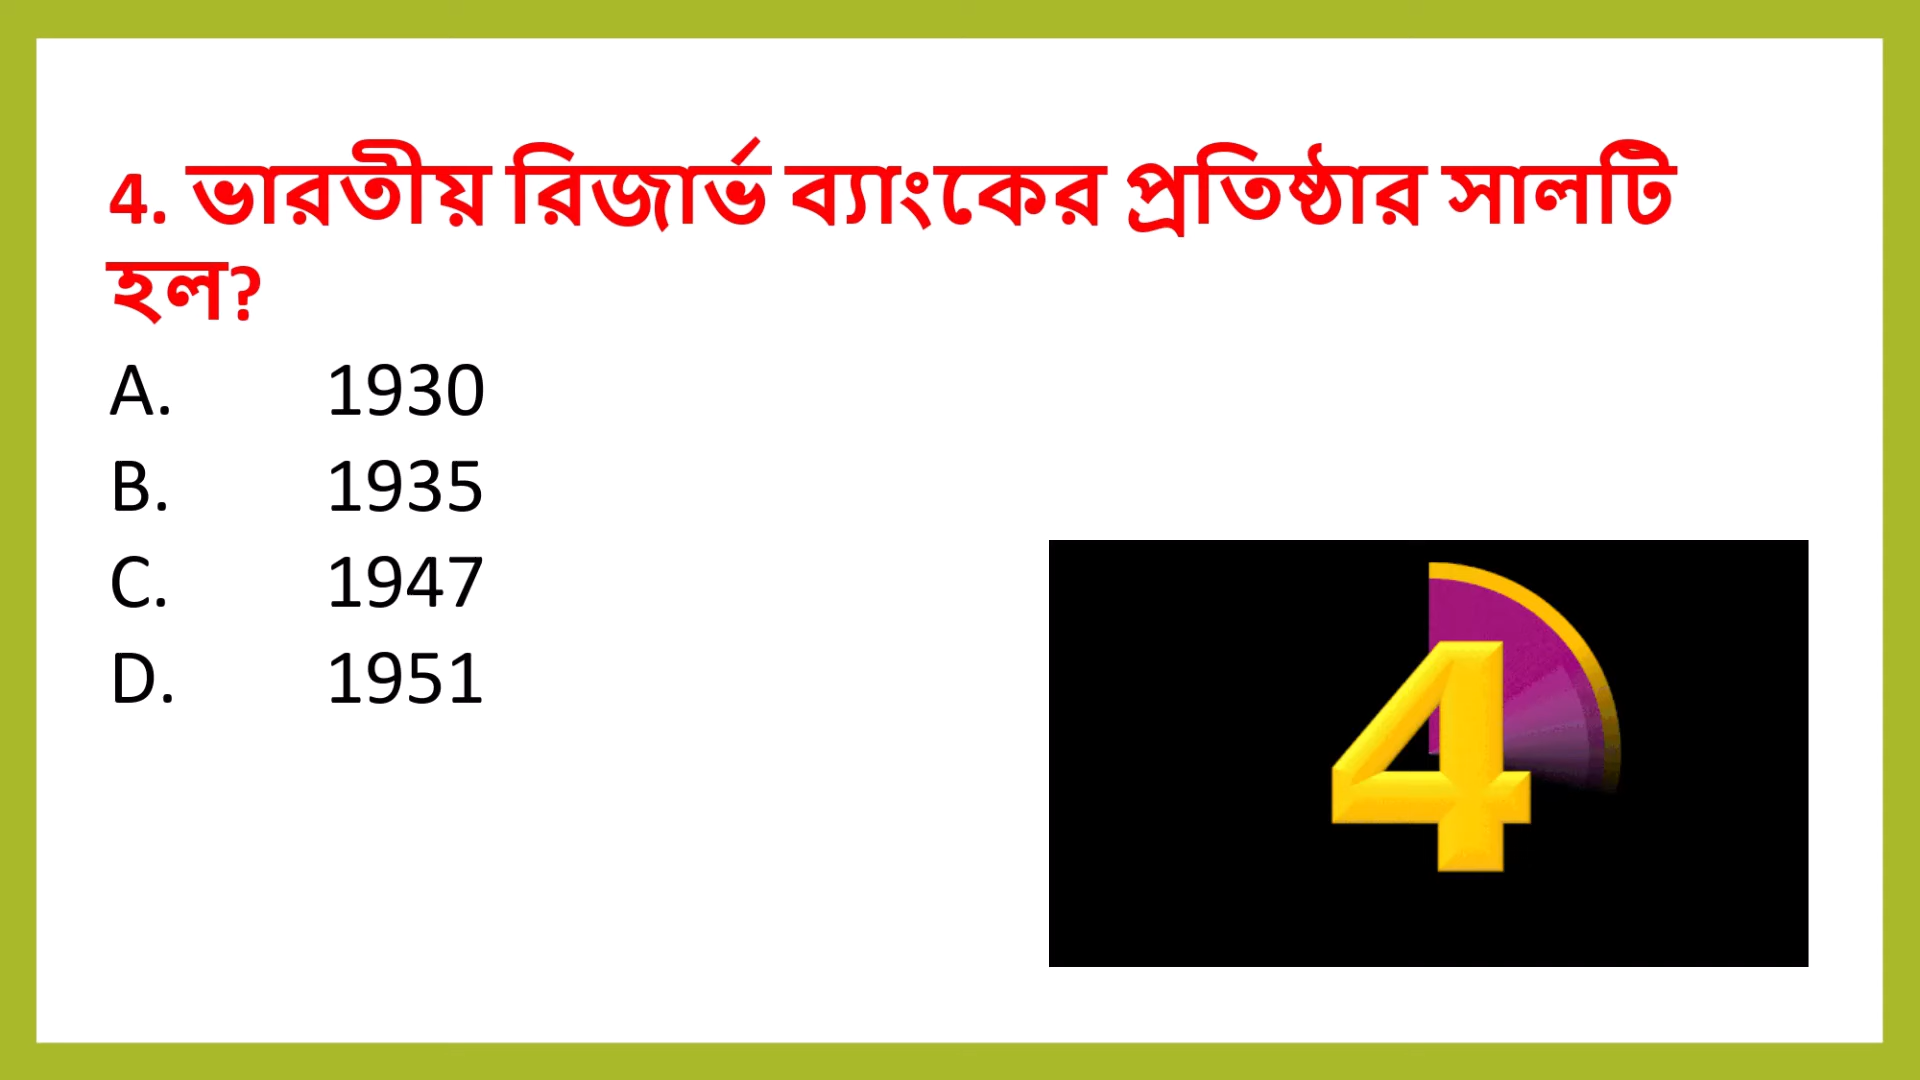 4. ভারতীয় রিজার্ভ ব্যাংকের প্রতিষ্ঠার সালটি
হল?
A. 1930
B. 1935
C. 1947
D. 1951
4